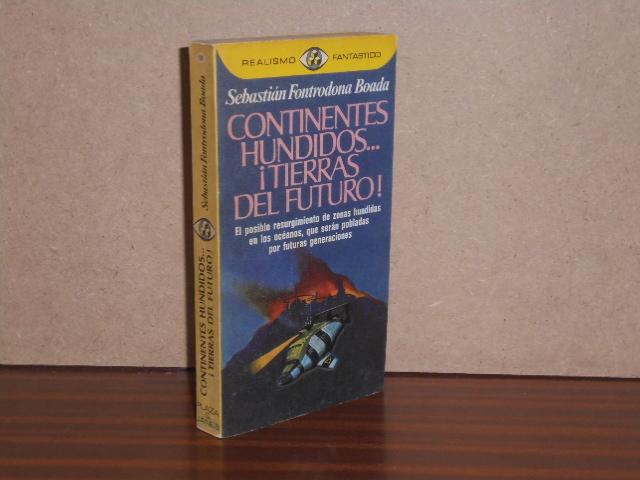 REALISMO FANTASTICO
Sebastián Fontrodona Boada
CONTINENTES
HUNDIDOS...
¡TIERRAS
DEL FUTURO!
El posible resurgimiento de zonas hundidas
en los océanos, que serán pobladas
por futuras generaciones
Sebastián Fontrodona Boada
CONTINENTES HUNDIDOS...
¡TIERRAS DEL FUTURO!
PLAZA
& JANES